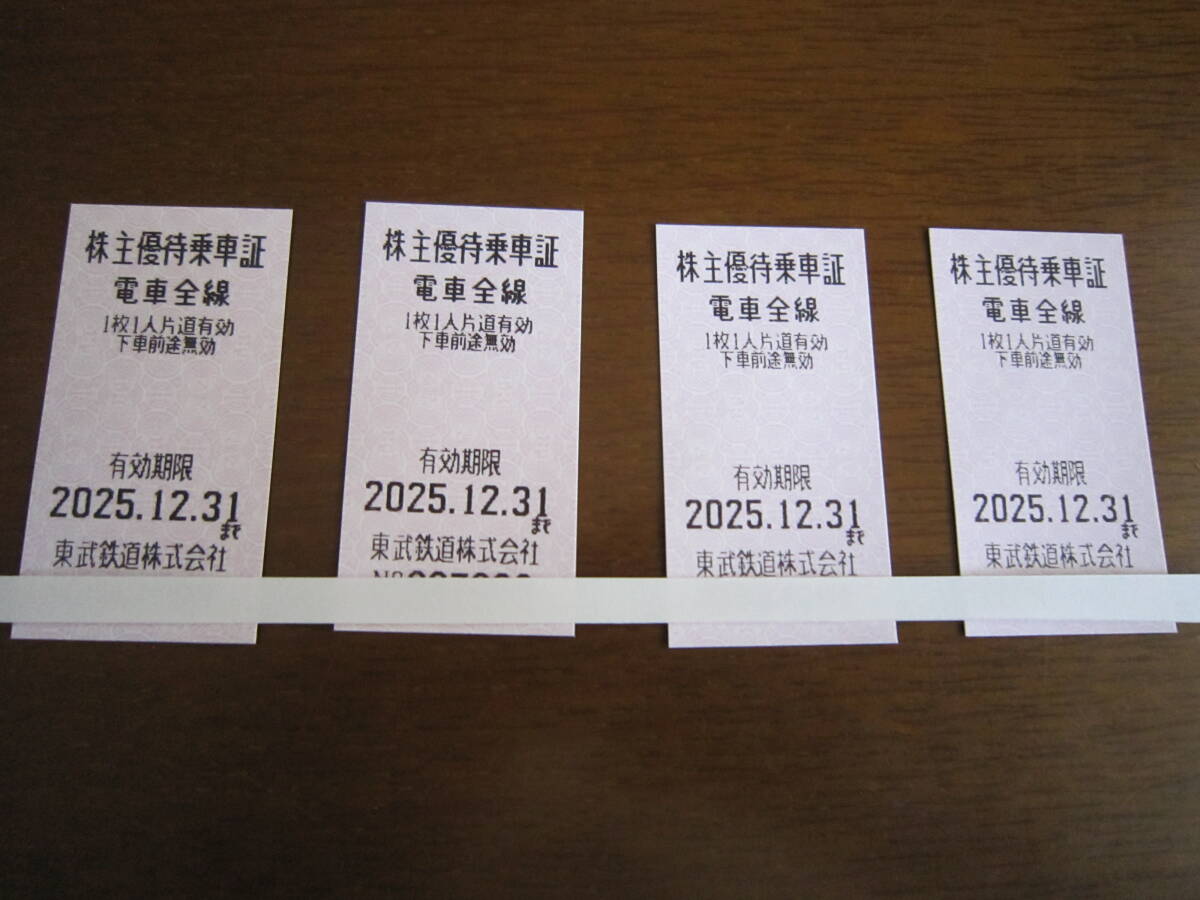 株主優待乗車証
電車全線
1枚1人片道有効
下車前途無効
有効期限
2025.12.31まで
東武鉄道株式会社
株主優待乗車証
電車全線
1枚1人片道有効
下車前途無効
有効期限
2025.12.31まで
東武鉄道株式会社
株主優待乗車証
電車全線
1枚1人片道有効
下車前途無効
有効期限
2025.12.31まで
東武鉄道株式会社
株主優待乗車証
電車全線
1枚1人片道有効
下車前途無効
有効期限
2025.12.31まで
東武鉄道株式会社